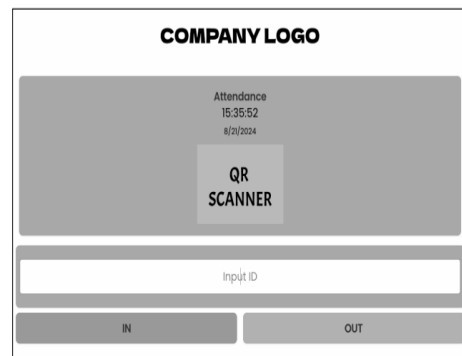 COMPANY LOGO
Attendance
15:35:52
8/21/2024
QR
SCANNER
Input ID
IN
OUT